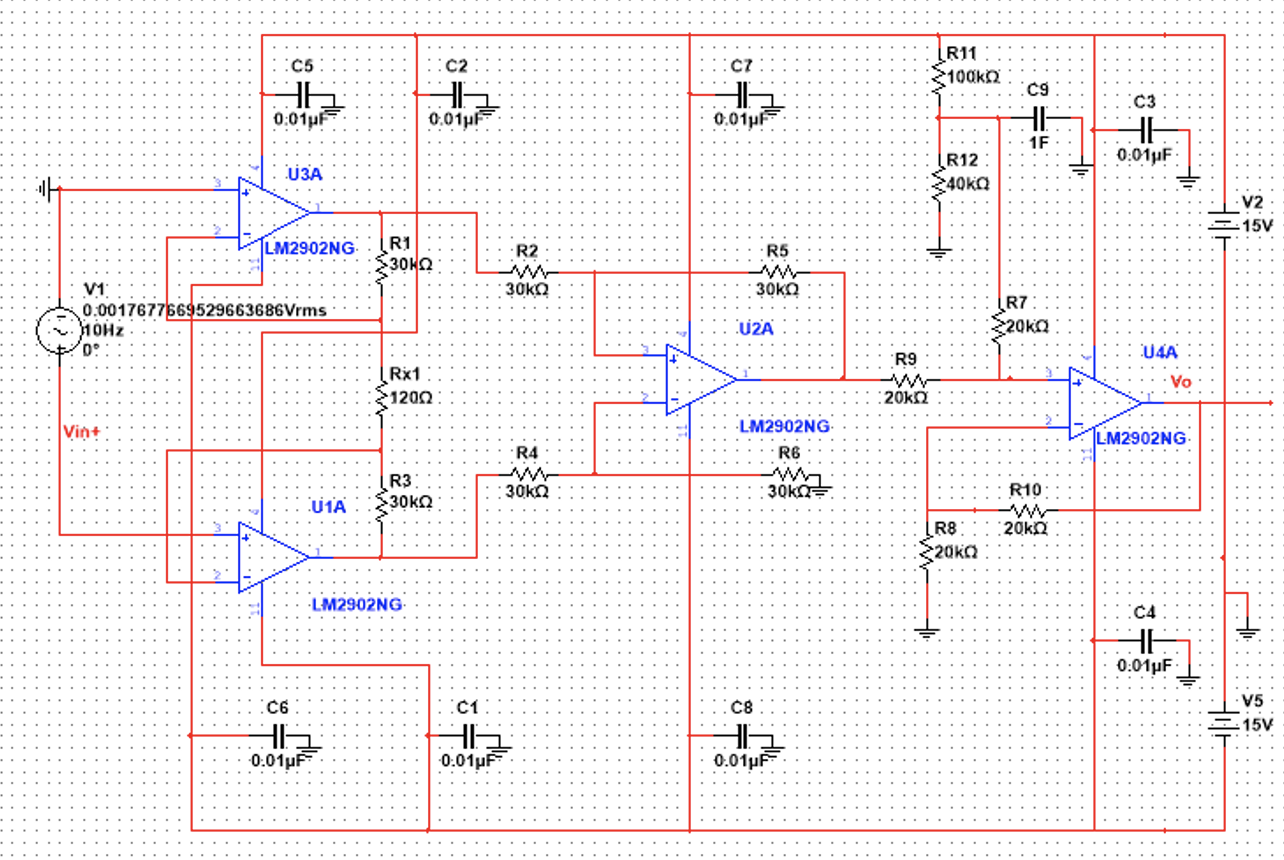 C5
0.01µF
C2
0.01µF
C7
0.01µF
R11
100kΩ
C9
1F
C3
0.01µF
R12
40kΩ
V2
15V
4
U3A
3
2
1
11
LM2902NG
R1
30kΩ
R2
30kΩ
R5
30kΩ
V1
0.0017677669529663686Vrms
10Hz
0°
R7
20kΩ
4
U2A
3
2
1
11
LM2902NG
R9
20kΩ
4
U4A
3
2
1
11
Vo
LM2902NG
Rx1
120Ω
Vin+
R3
30kΩ
R4
30kΩ
R6
30kΩ
R10
20kΩ
R8
20kΩ
4
U1A
3
2
1
11
LM2902NG
C4
0.01µF
C6
0.01µF
C1
0.01µF
C8
0.01µF
V5
15V